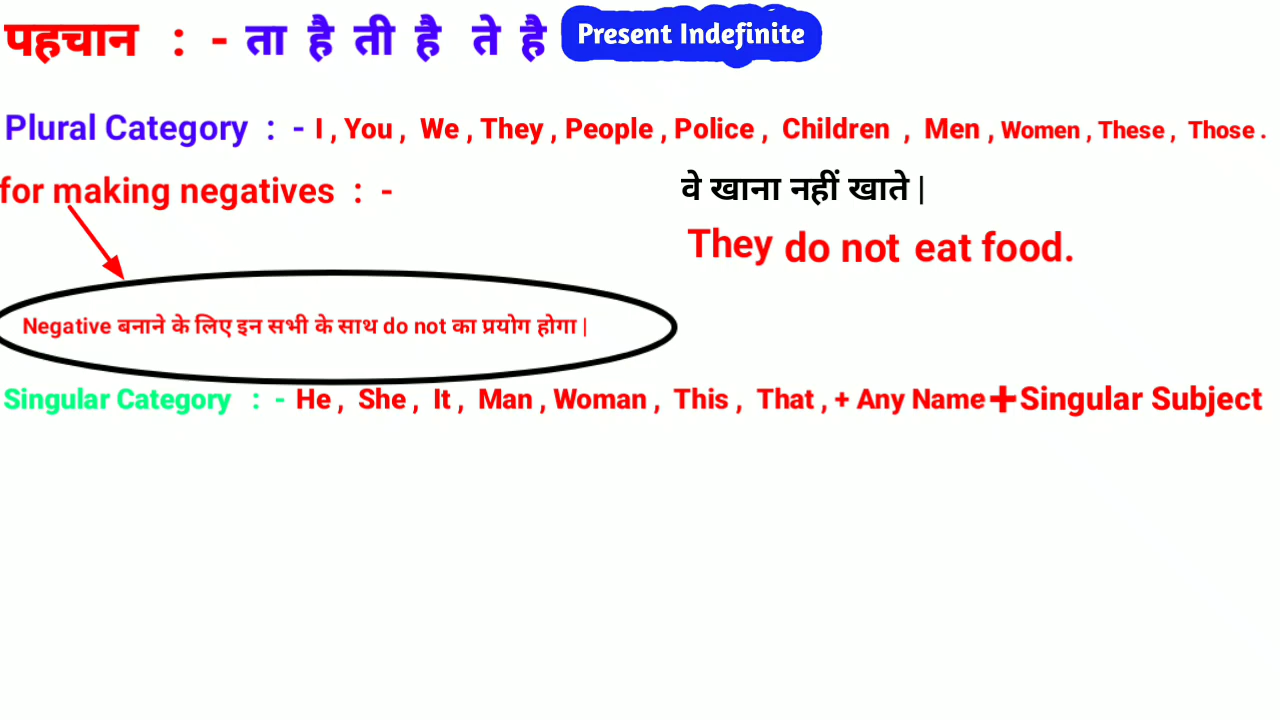 पहचान : - ता है ती है ते है Present Indefinite
Plural Category : - I , You , We , They , People , Police , Children , Men , Women , These , Those .
for making negatives : - वे खाना नहीं खाते |
They do not eat food.
Negative बनाने के लिए इन सभी के साथ do not का प्रयोग होगा |
Singular Category : - He , She , It , Man , Woman , This , That , + Any Name + Singular Subject